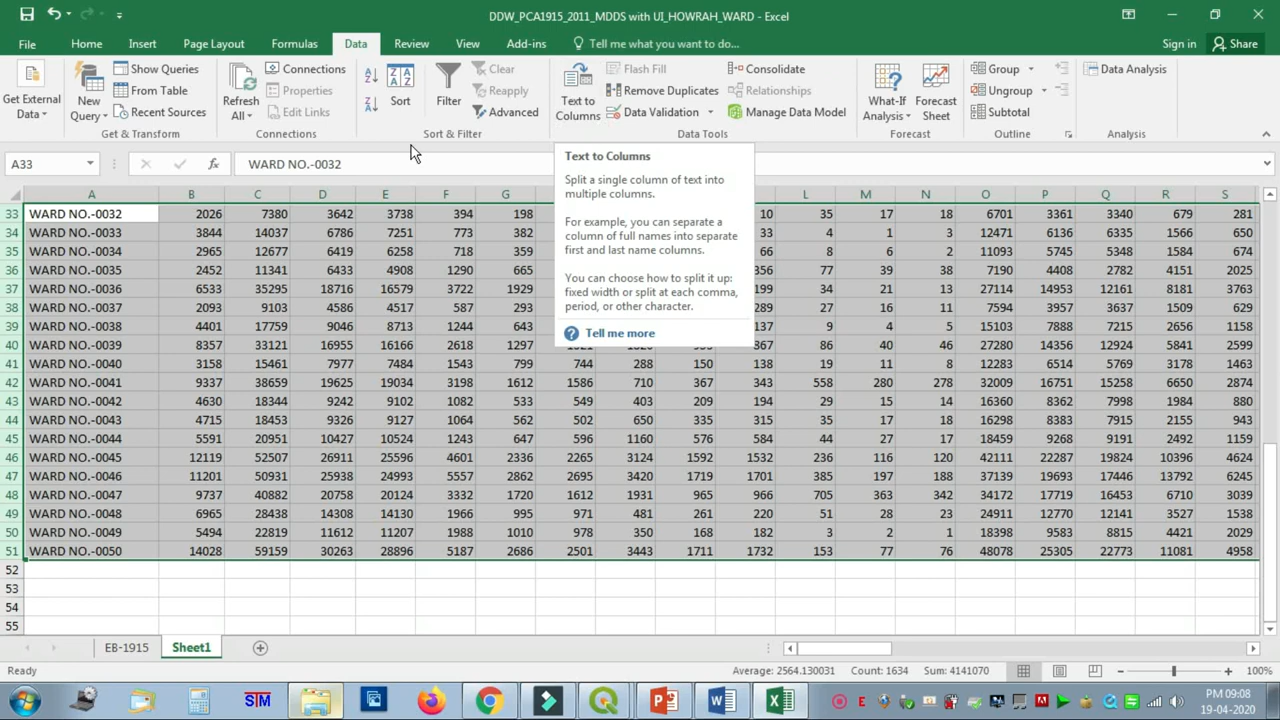 DDW_PCA1915_2011_MDDS with UI_HOWRAH_WARD - Excel
File Home Insert Page Layout Formulas Data Review View Add-ins Tell me what you want to do... Sign in Share
Get External Data
New Query
Show Queries
From Table
Recent Sources
Get & Transform
Refresh All
Connections
Properties
Edit Links
Connections
Sort
Filter
Clear
Reapply
Advanced
Sort & Filter
Text to Columns
Flash Fill
Remove Duplicates
Data Validation
Consolidate
Relationships
Manage Data Model
Data Tools
What-If Analysis
Forecast Sheet
Forecast
Group
Ungroup
Subtotal
Outline
Data Analysis
Analysis
A33 fx WARD NO.-0032
Text to Columns
Split a single column of text into
multiple columns.
For example, you can separate a
column of full names into separate
first and last name columns.
You can choose how to split it up:
fixed width or split at each comma,
period, or other character.
Tell me more
A B C D E F G L M N O P Q R S
33 WARD NO.-0032 2026 7380 3642 3738 394 198 10 35 17 18 6701 3361 3340 679 281
34 WARD NO.-0033 3844 14037 6786 7251 773 382 33 4 1 3 12471 6136 6335 1566 650
35 WARD NO.-0034 2965 12677 6419 6258 718 359 66 8 6 2 11093 5745 5348 1584 674
36 WARD NO.-0035 2452 11341 6433 4908 1290 665 356 77 39 38 7190 4408 2782 4151 2025
37 WARD NO.-0036 6533 35295 18716 16579 3722 1929 199 34 21 13 27114 14953 12161 8181 3763
38 WARD NO.-0037 2093 9103 4586 4517 587 293 289 27 16 11 7594 3957 3637 1509 629
39 WARD NO.-0038 4401 17759 9046 8713 1244 643 137 9 4 5 15103 7888 7215 2656 1158
40 WARD NO.-0039 8357 33121 16955 16166 2618 1297 367 86 40 46 27280 14356 12924 5841 2599
41 WARD NO.-0040 3158 15461 7977 7484 1543 799 744 288 150 138 19 11 8 12283 6514 5769 3178 1463
42 WARD NO.-0041 9337 38659 19625 19034 3198 1612 1586 710 367 343 558 280 278 32009 16751 15258 6650 2874
43 WARD NO.-0042 4630 18344 9242 9102 1082 533 549 403 209 194 29 15 14 16360 8362 7998 1984 880
44 WARD NO.-0043 4715 18453 9326 9127 1064 562 502 650 335 315 35 17 18 16298 8383 7915 2155 943
45 WARD NO.-0044 5591 20951 10427 10524 1243 647 596 1160 576 584 44 27 17 18459 9268 9191 2492 1159
46 WARD NO.-0045 12119 52507 26911 25596 4601 2336 2265 3124 1592 1532 236 116 120 42111 22287 19824 10396 4624
47 WARD NO.-0046 11201 50931 25938 24993 5557 2862 2695 3420 1719 1701 385 197 188 37139 19693 17446 13792 6245
48 WARD NO.-0047 9737 40882 20758 20124 3332 1720 1612 1931 965 966 705 363 342 34172 17719 16453 6710 3039
49 WARD NO.-0048 6965 28438 14308 14130 1966 995 971 481 261 220 51 28 23 24911 12770 12141 3527 1538
50 WARD NO.-0049 5494 22819 11612 11207 1988 1010 978 350 168 182 3 2 1 18398 9583 8815 4421 2029
51 WARD NO.-0050 14028 59159 30263 28896 5187 2686 2501 3443 1711 1732 153 77 76 48078 25305 22773 11081 4958
52
53
54
55
EB-1915 Sheet1
Ready Average: 2564.130031 Count: 1634 Sum: 4141070 100%
PM 09:08
19-04-2020